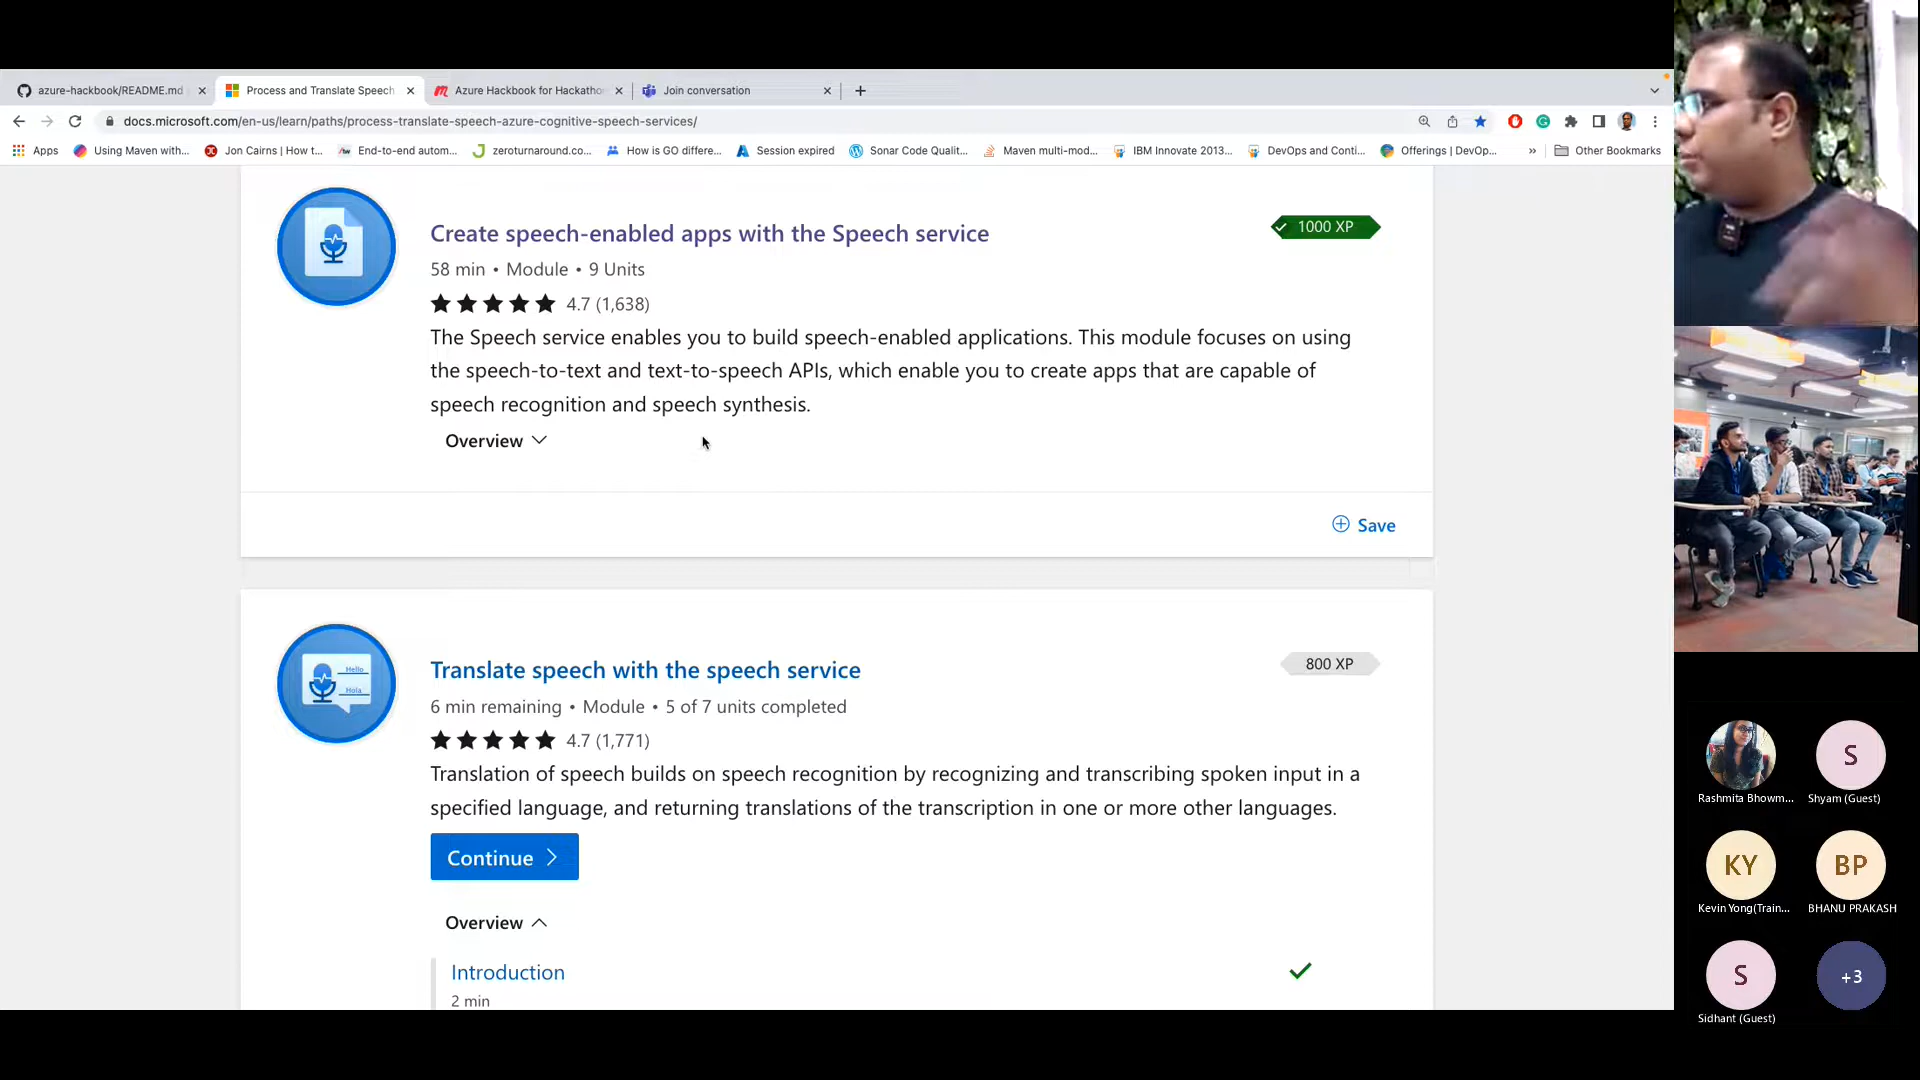 azure-hackbook/README.md
Process and Translate Speech
Azure Hackbook for Hackatho
Join conversation
docs.microsoft.com/en-us/learn/paths/process-translate-speech-azure-cognitive-speech-services/
Apps
Using Maven with...
Jon Cairns | How t...
End-to-end autom...
zeroturnaround.co...
How is GO differe...
Session expired
Sonar Code Qualit...
Maven multi-mod...
IBM Innovate 2013...
DevOps and Conti...
Offerings | DevOp...
»
Other Bookmarks
Create speech-enabled apps with the Speech service
1000 XP
58 min • Module • 9 Units
4.7 (1,638)
The Speech service enables you to build speech-enabled applications. This module focuses on using
the speech-to-text and text-to-speech APIs, which enable you to create apps that are capable of
speech recognition and speech synthesis.
Overview
Save
Hello
Hola
Translate speech with the speech service
800 XP
6 min remaining • Module • 5 of 7 units completed
4.7 (1,771)
Translation of speech builds on speech recognition by recognizing and transcribing spoken input in a
specified language, and returning translations of the transcription in one or more other languages.
Continue
Overview
Introduction
2 min
Rashmita Bhowm...
S
Shyam (Guest)
KY
Kevin Yong(Train...
BP
BHANU PRAKASH
S
Sidhant (Guest)
+3